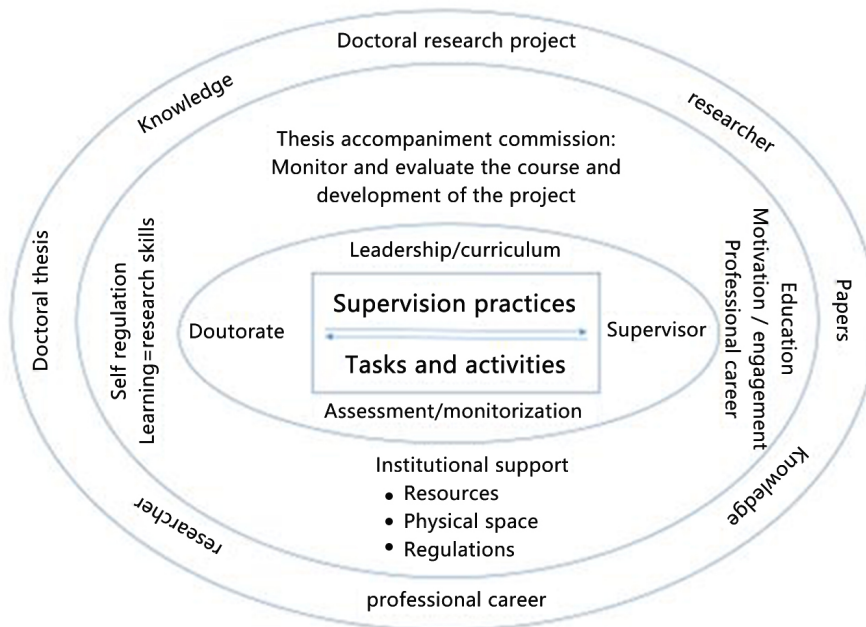 Doctoral research project
Knowledge
researcher
Thesis accompaniment commission:
Monitor and evaluate the course and
development of the project
Doctoral thesis
Self regulation
Learning=research skills
Leadership/curriculum
Doutorate
Supervision practices
Tasks and activities
Supervisor
Assessment/monitorization
Education
Motivation / engagement
Professional career
Papers
Institutional support
• Resources
• Physical space
• Regulations
researcher
Knowledge
professional career